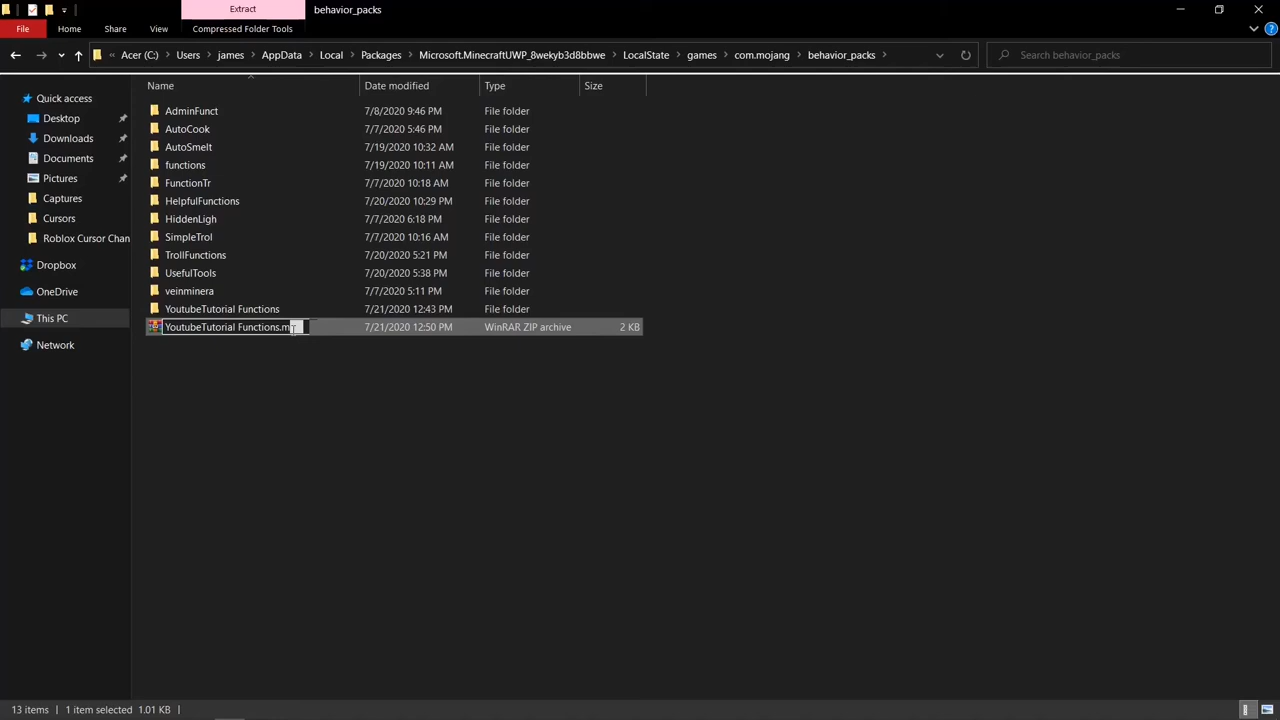 Extract
behavior_packs
File
Home
Share
View
Compressed Folder Tools
« Acer (C:) > Users > james > AppData > Local > Packages > Microsoft.MinecraftUWP_8wekyb3d8bbwe > LocalState > games > com.mojang > behavior_packs >
Search behavior_packs
Name
Date modified
Type
Size
Quick access
Desktop
Downloads
Documents
Pictures
Captures
Cursors
Roblox Cursor Chan
Dropbox
OneDrive
This PC
Network
AdminFunct 7/8/2020 9:46 PM File folder
AutoCook 7/7/2020 5:46 PM File folder
AutoSmelt 7/19/2020 10:32 AM File folder
functions 7/19/2020 10:11 AM File folder
FunctionTr 7/7/2020 10:18 AM File folder
HelpfulFunctions 7/20/2020 10:29 PM File folder
HiddenLigh 7/7/2020 6:18 PM File folder
SimpleTrol 7/7/2020 10:16 AM File folder
TrollFunctions 7/20/2020 5:21 PM File folder
UsefulTools 7/20/2020 5:38 PM File folder
veinminera 7/7/2020 5:11 PM File folder
YoutubeTutorial Functions 7/21/2020 12:43 PM File folder
YoutubeTutorial Functions.m 7/21/2020 12:50 PM WinRAR ZIP archive 2 KB
13 items 1 item selected 1.01 KB